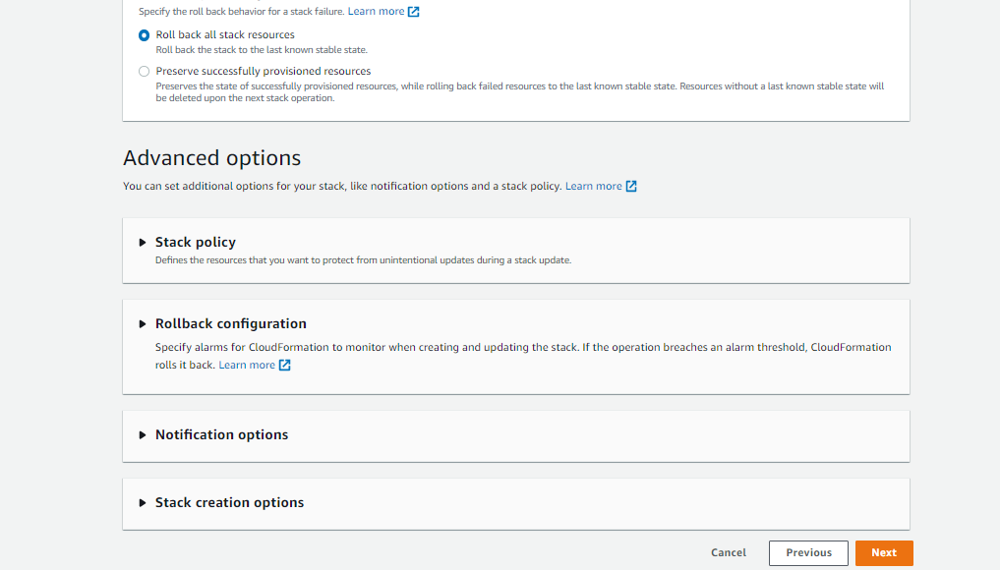 Specify the roll back behavior for a stack failure. Learn more
Roll back all stack resources
Roll back the stack to the last known stable state.
Preserve successfully provisioned resources
Preserves the state of successfully provisioned resources, while rolling back failed resources to the last known stable state. Resources without a last known stable state will
be deleted upon the next stack operation.
Advanced options
You can set additional options for your stack, like notification options and a stack policy. Learn more
Stack policy
Defines the resources that you want to protect from unintentional updates during a stack update.
Rollback configuration
Specify alarms for CloudFormation to monitor when creating and updating the stack. If the operation breaches an alarm threshold, CloudFormation
rolls it back. Learn more
Notification options
Stack creation options
Cancel Previous Next